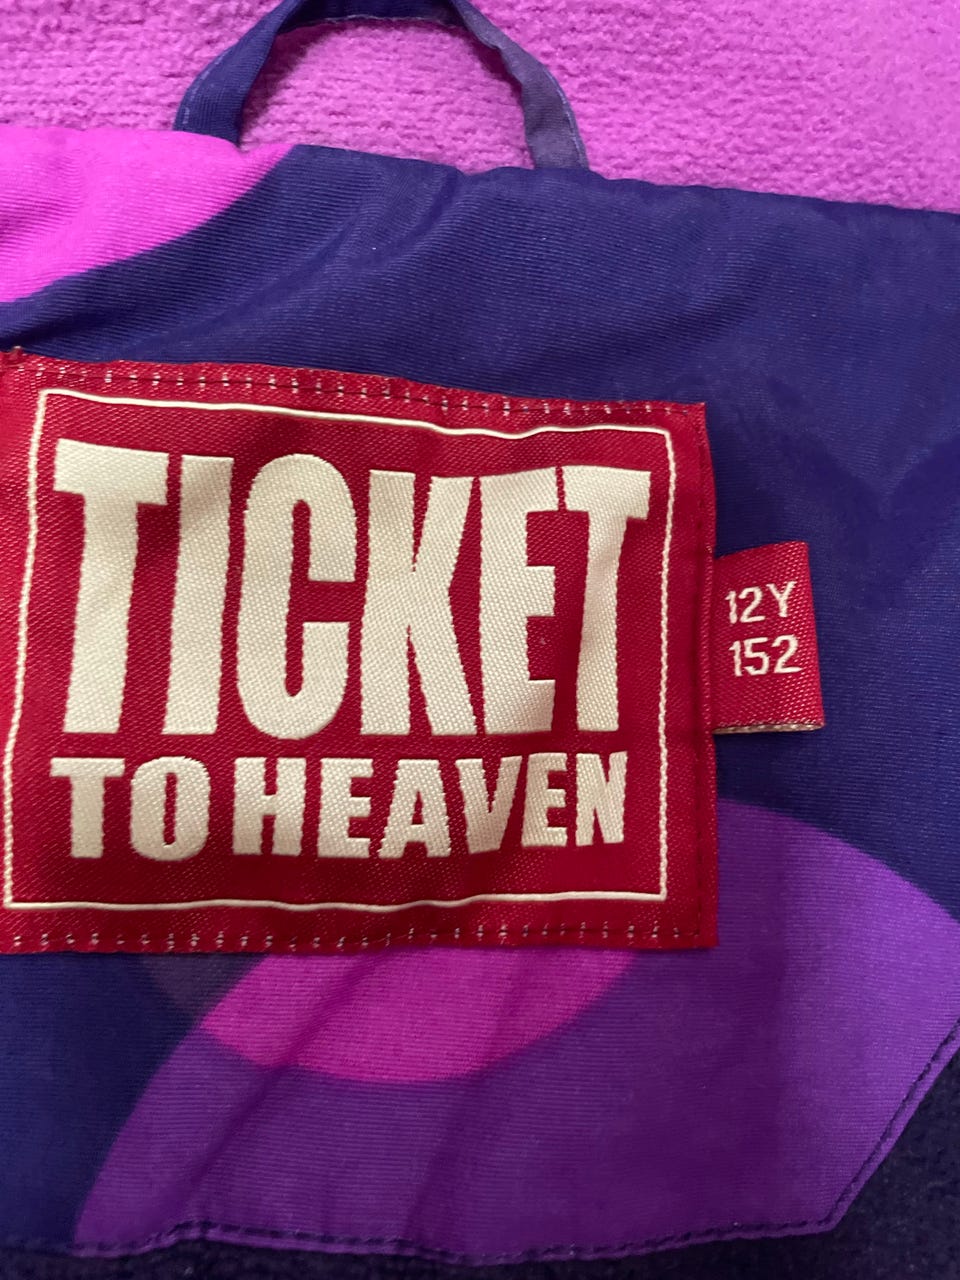 TICKET
TO HEAVEN
12Y
152